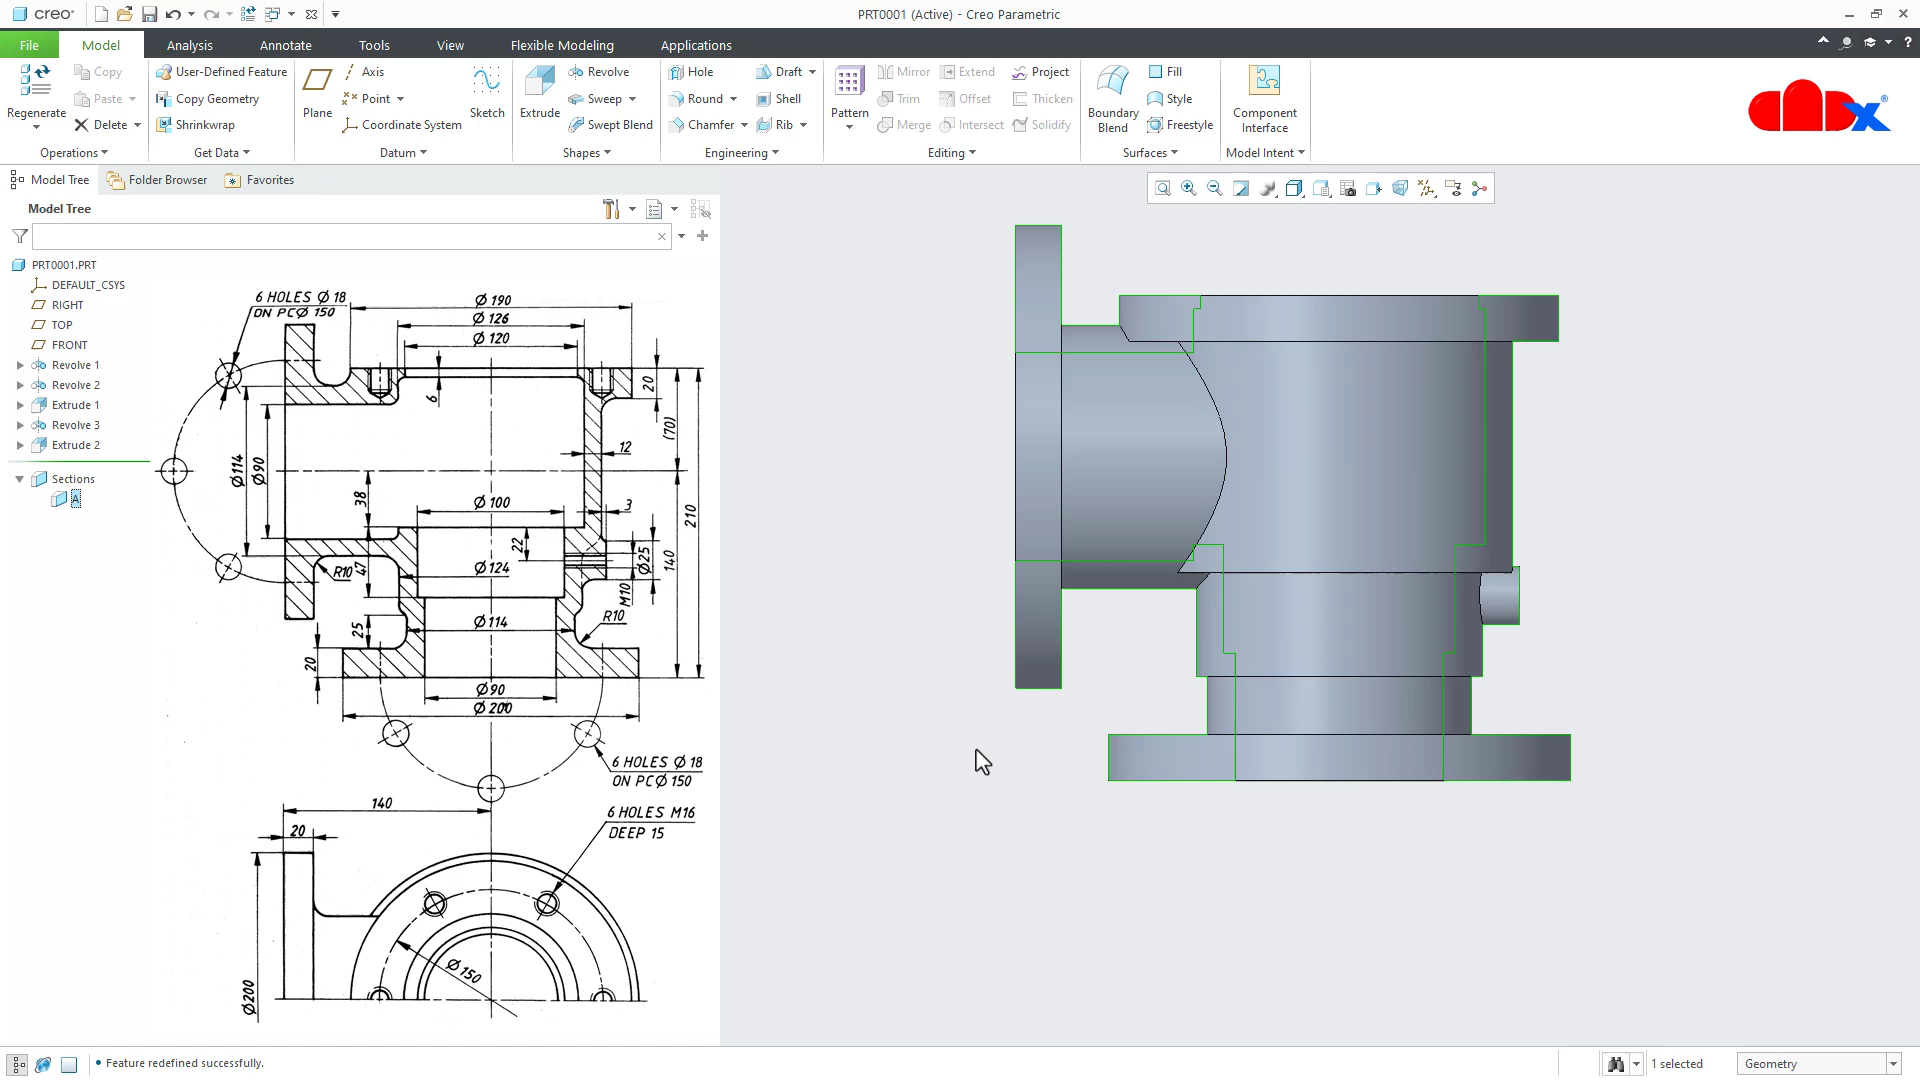 creo
PRT0001 (Active) - Creo Parametric
File
Model
Analysis
Annotate
Tools
View
Flexible Modeling
Applications
Regenerate
Copy
Paste
Delete
Operations
User-Defined Feature
Copy Geometry
Shrinkwrap
Get Data
Plane
Axis
Point
Coordinate System
Sketch
Datum
Extrude
Revolve
Sweep
Swept Blend
Shapes
Hole
Round
Chamfer
Draft
Shell
Rib
Engineering
Pattern
Mirror
Trim
Merge
Extend
Offset
Intersect
Project
Thicken
Solidify
Editing
Boundary
Blend
Fill
Style
Freestyle
Surfaces
Component
Interface
Model Intent
Model Tree
Folder Browser
Favorites
Model Tree
PRT0001.PRT
DEFAULT_CSYS
RIGHT
TOP
FRONT
Revolve 1
Revolve 2
Extrude 1
Revolve 3
Extrude 2
Sections
A
6 HOLES Ø 18
ON PCØ 150
Ø 190
Ø 126
Ø 120
6
20
(70)
12
Ø114
Ø90
38
Ø 100
3
210
22
Ø25
140
47
R10
Ø 124
M10
R10
25
Ø 114
20
Ø90
Ø 200
6 HOLES Ø 18
ON PCØ 150
140
6 HOLES M16
DEEP 15
20
Ø 150
Ø200
Feature redefined successfully.
1 selected
Geometry